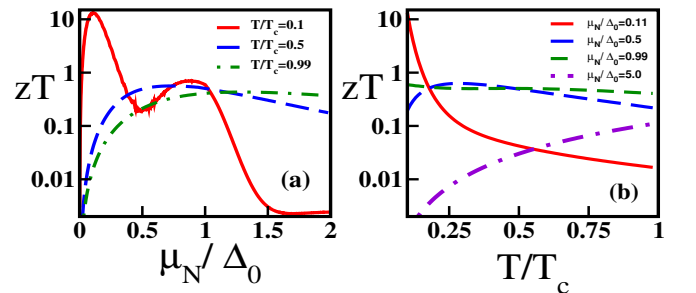 10
1
0.1
0.01
zT
T/T_c=0.1
T/T_c=0.5
T/T_c=0.99
(a)
0 0.5 1 1.5 2
μ_N/ Δ_0
10
1
0.1
0.01
zT
μ_N/ Δ_0=0.11
μ_N/ Δ_0=0.5
μ_N/ Δ_0=0.99
μ_N/ Δ_0=5.0
(b)
0.25 0.5 0.75 1
T/T_c